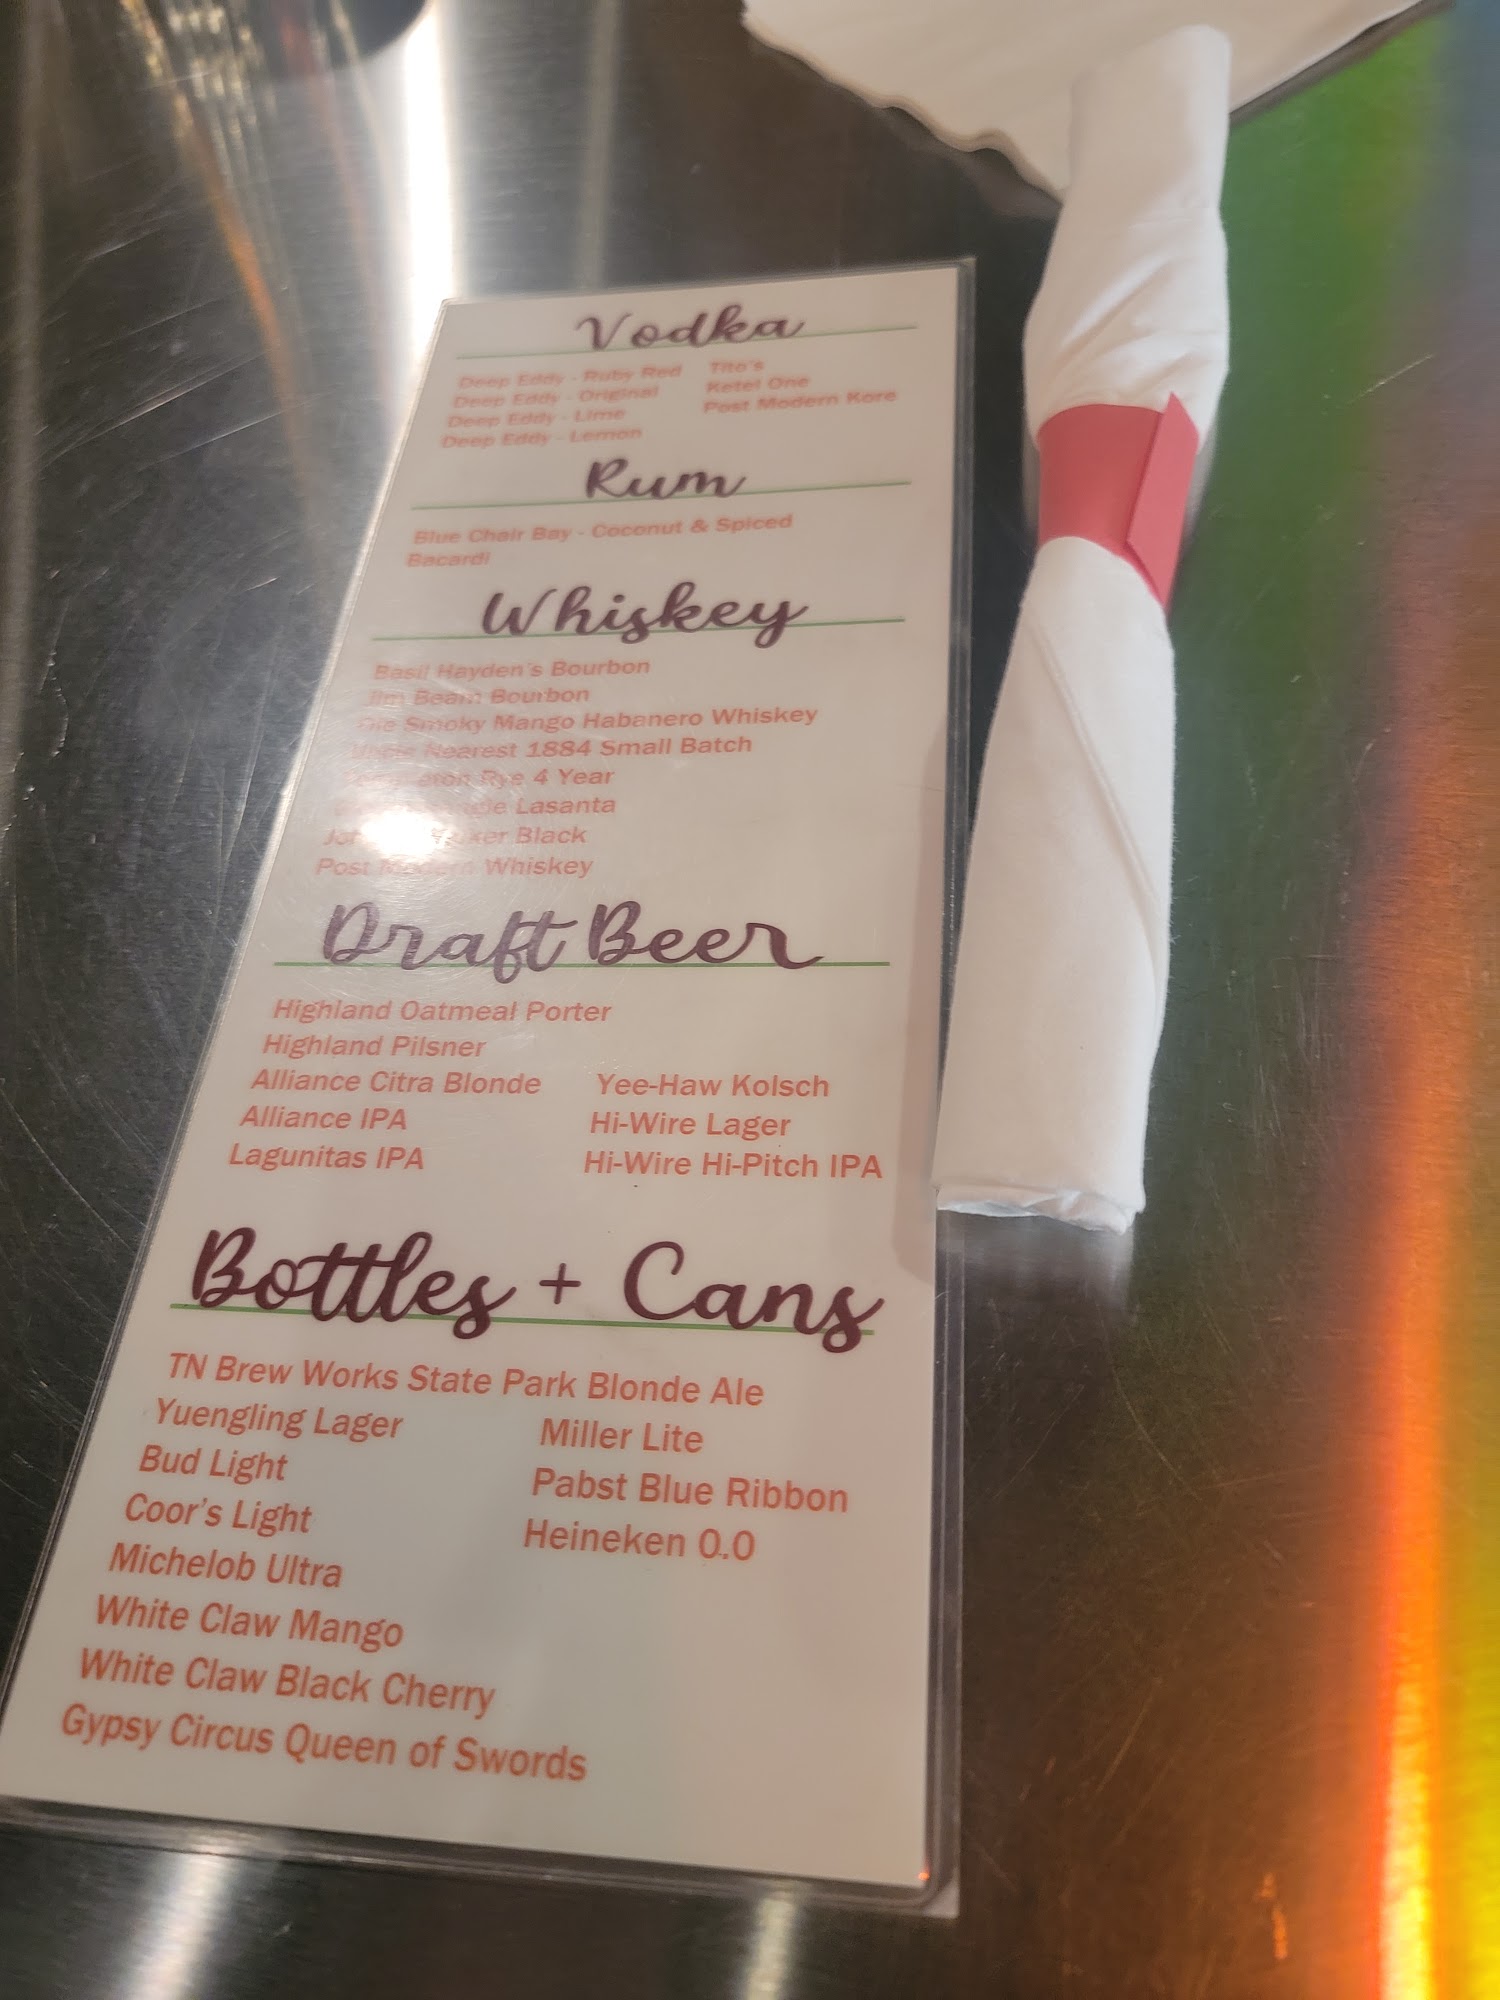 Vodka
Deep Eddy - Ruby Red
Deep Eddy - Original
Deep Eddy - Lime
Deep Eddy - Lemon
Tito's
Ketel One
Post Modern Kore
Rum
Blue Chair Bay - Coconut & Spiced
Bacardi
Whiskey
Basil Hayden's Bourbon
Jim Beam Bourbon
Ole Smoky Mango Habanero Whiskey
Nearest 1884 Small Batch
Rye 4 Year
Lasanta
Black
Post Modern Whiskey
Draft Beer
Highland Oatmeal Porter
Highland Pilsner
Alliance Citra Blonde
Alliance IPA
Lagunitas IPA
Yee-Haw Kolsch
Hi-Wire Lager
Hi-Wire Hi-Pitch IPA
Bottles + Cans
TN Brew Works State Park Blonde Ale
Yuengling Lager
Bud Light
Coor's Light
Michelob Ultra
White Claw Mango
White Claw Black Cherry
Gypsy Circus Queen of Swords
Miller Lite
Pabst Blue Ribbon
Heineken 0.0